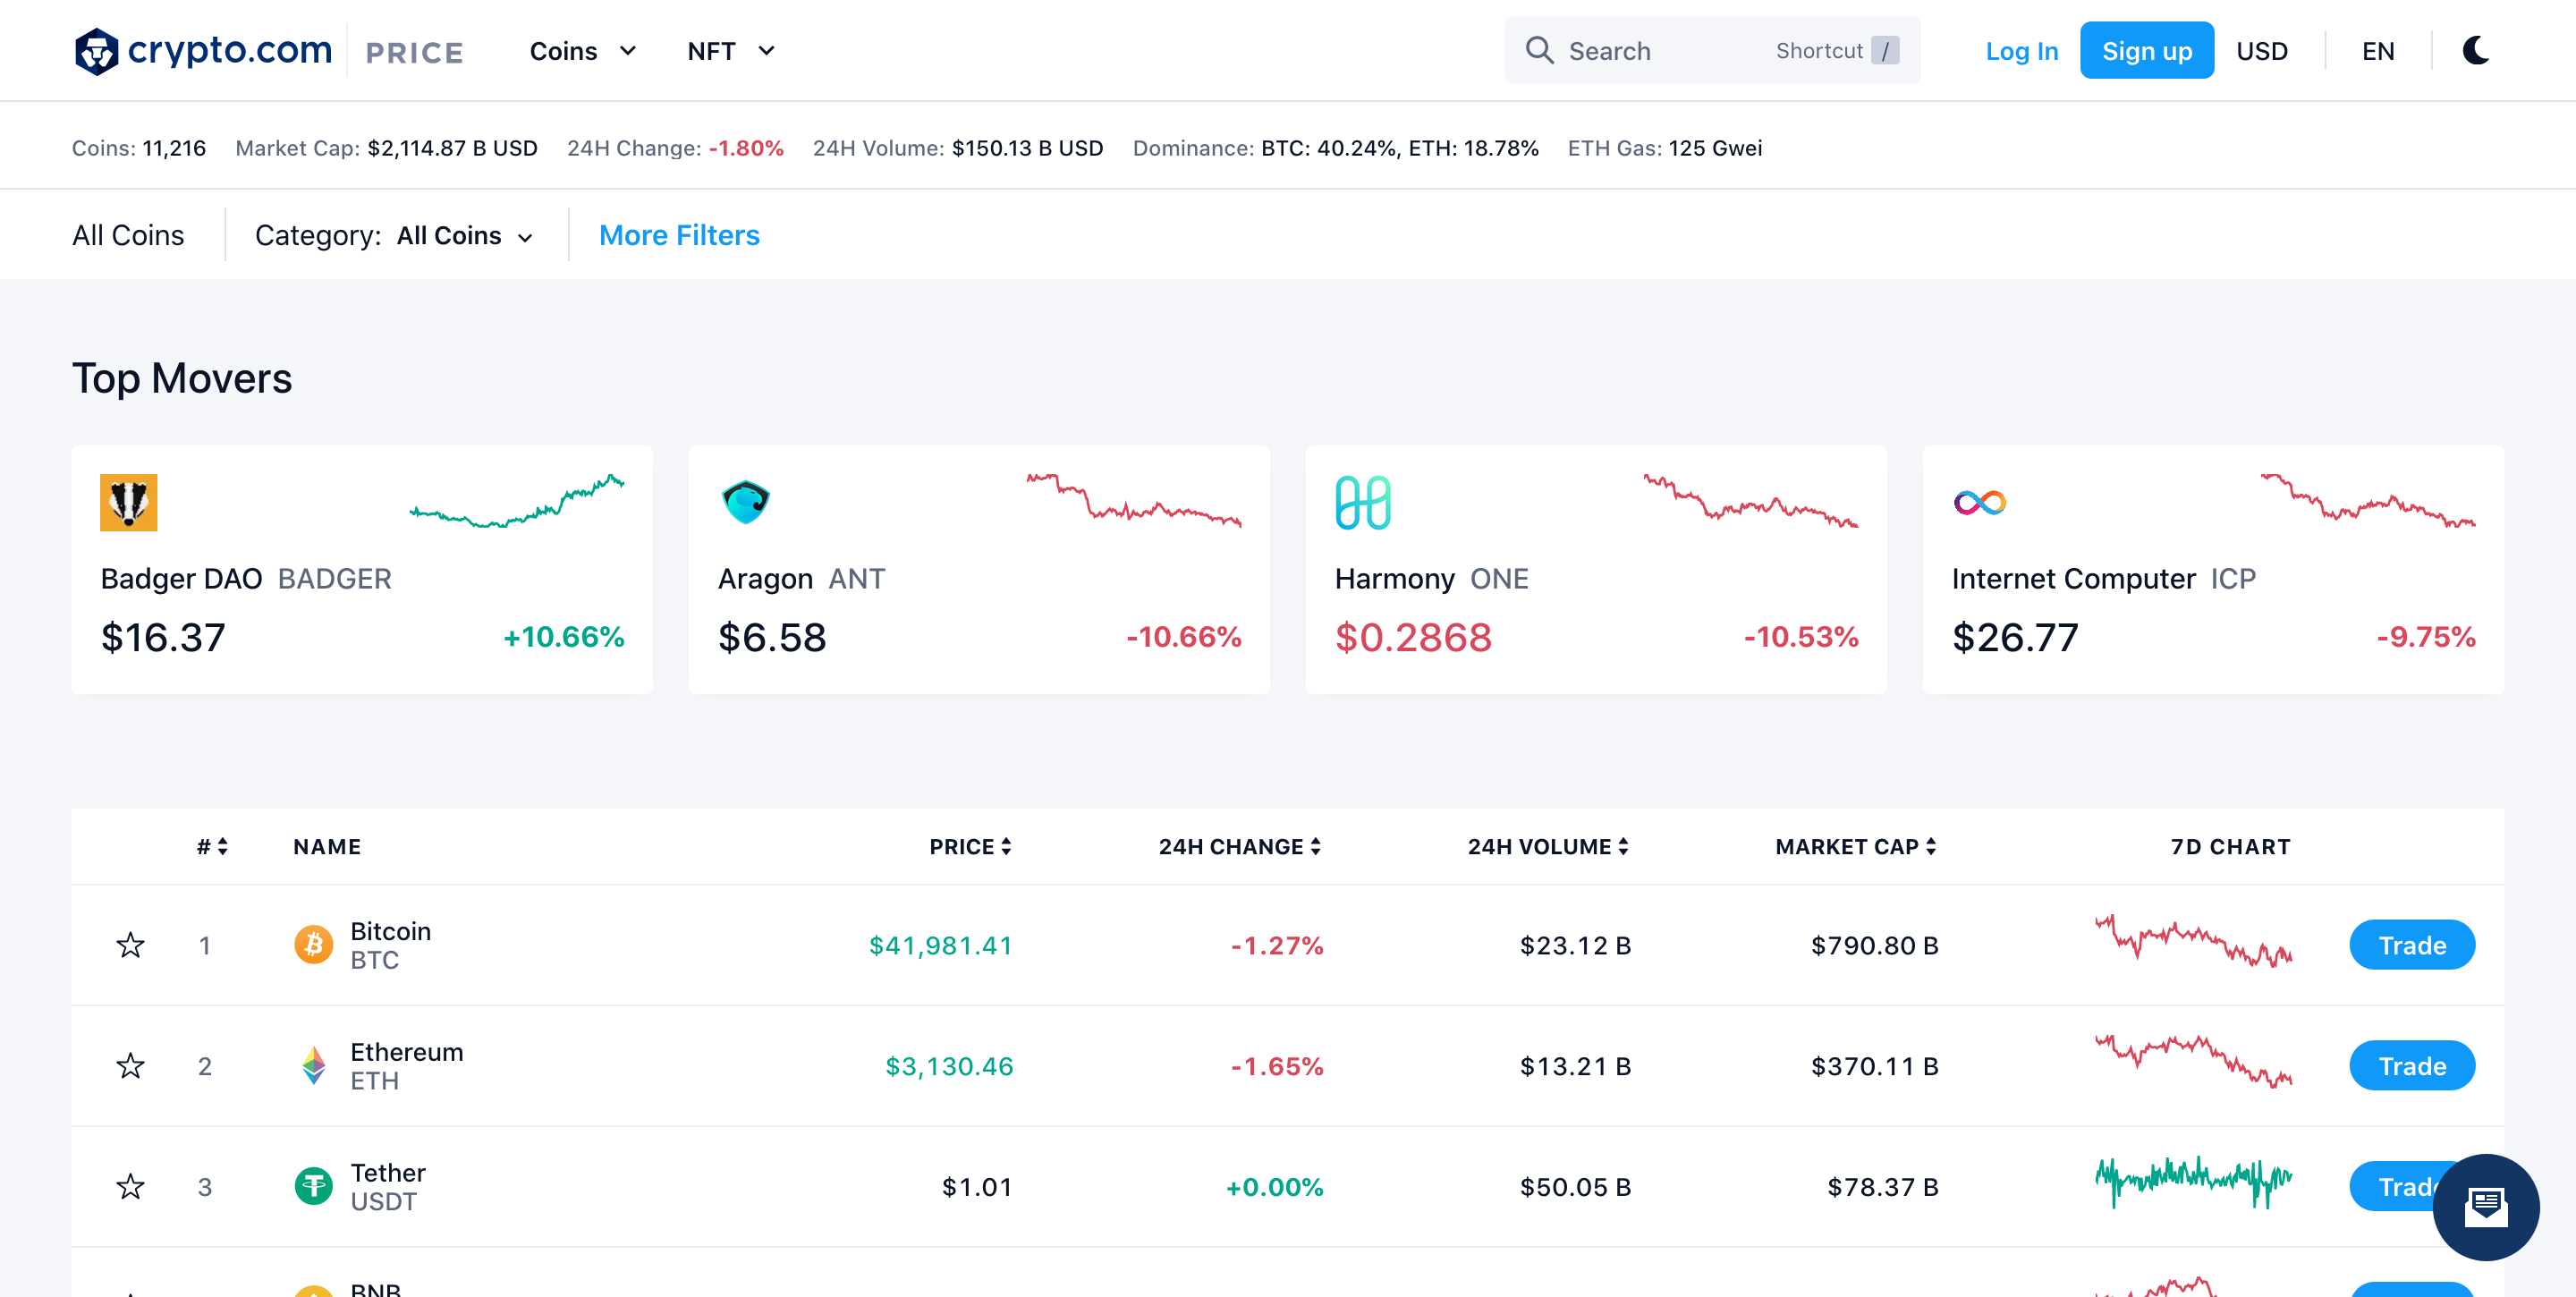 crypto.com PRICE Coins NFT Search Shortcut / Log In Sign up USD EN
Coins: 11,216 Market Cap: $2,114.87 B USD 24H Change: -1.80% 24H Volume: $150.13 B USD Dominance: BTC: 40.24%, ETH: 18.78% ETH Gas: 125 Gwei
All Coins Category: All Coins More Filters
Top Movers
Badger DAO BADGER
$16.37 +10.66%
Aragon ANT
$6.58 -10.66%
Harmony ONE
$0.2868 -10.53%
Internet Computer ICP
$26.77 -9.75%
# NAME PRICE 24H CHANGE 24H VOLUME MARKET CAP 7D CHART
1 Bitcoin BTC $41,981.41 -1.27% $23.12 B $790.80 B Trade
2 Ethereum ETH $3,130.46 -1.65% $13.21 B $370.11 B Trade
3 Tether USDT $1.01 +0.00% $50.05 B $78.37 B Trade
BNB